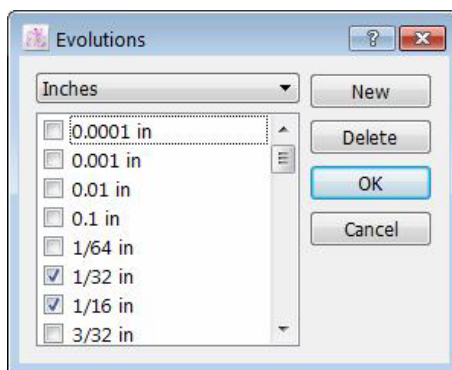 Evolutions
?
Inches
New
0.0001 in
Delete
0.001 in
0.01 in
OK
0.1 in
Cancel
1/64 in
1/32 in
1/16 in
3/32 in